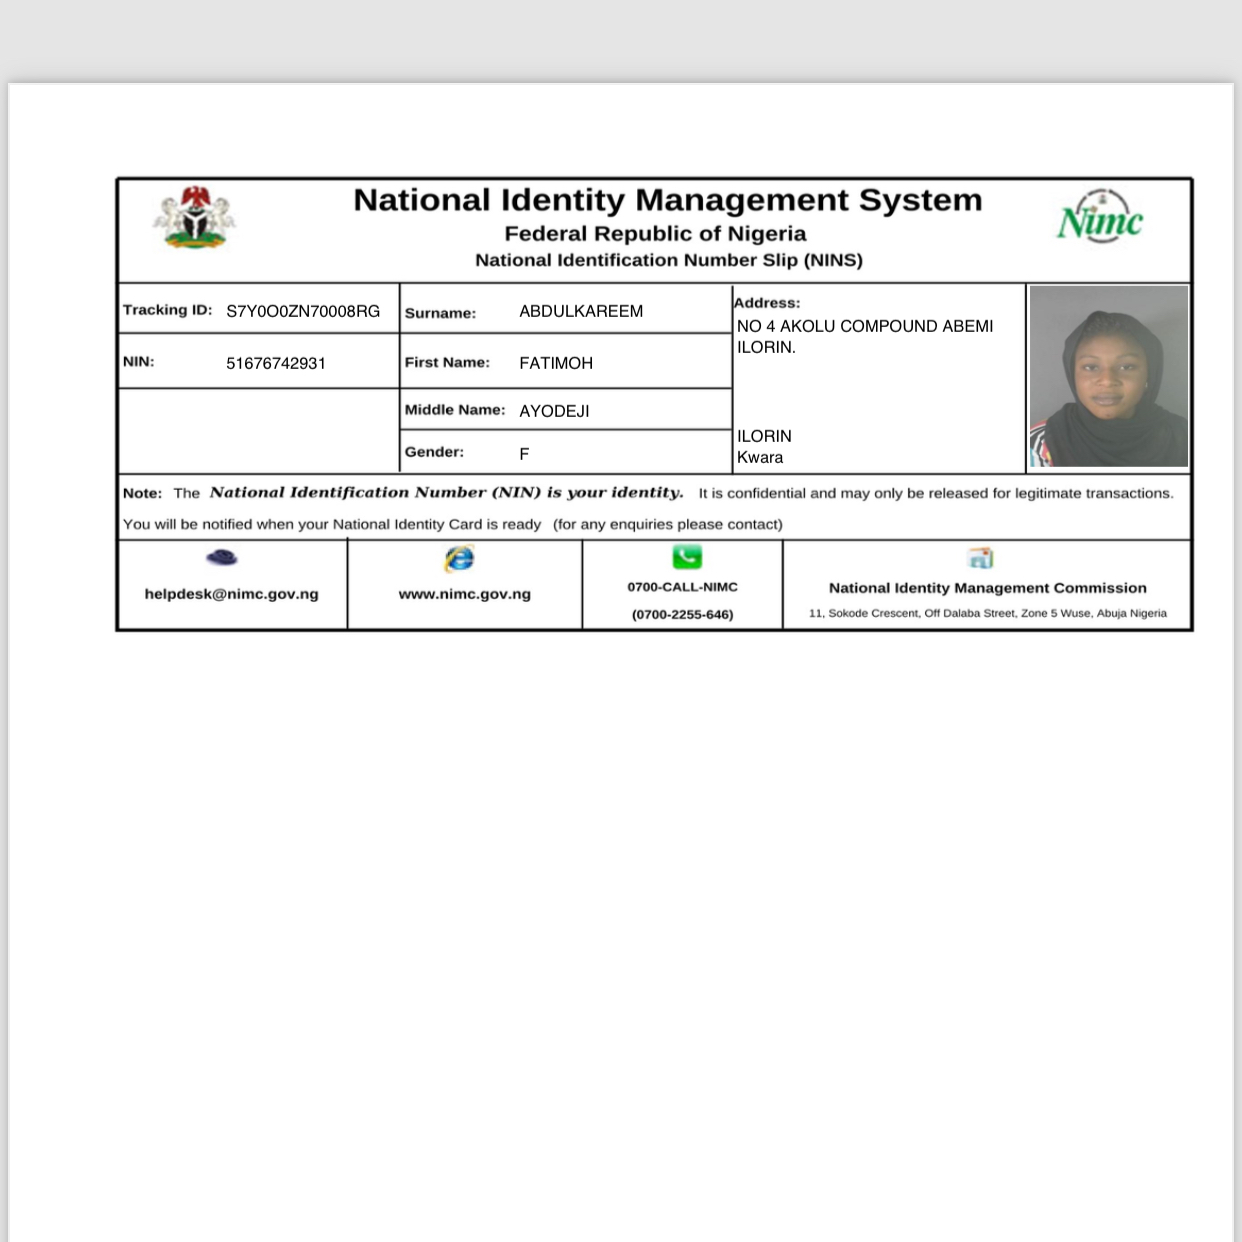 National Identity Management System
Federal Republic of Nigeria
National Identification Number Slip (NINS)
Nimc
Tracking ID: S7Y0O0ZN70008RG
NIN: 51676742931
Surname: ABDULKAREEM
First Name: FATIMOH
Middle Name: AYODEJI
Gender: F
Address:
NO 4 AKOLU COMPOUND ABEMI
ILORIN.
ILORIN
Kwara
Note: The National Identification Number (NIN) is your identity. It is confidential and may only be released for legitimate transactions.
You will be notified when your National Identity Card is ready (for any enquiries please contact)
helpdesk@nimc.gov.ng
www.nimc.gov.ng
0700-CALL-NIMC
(0700-2255-646)
National Identity Management Commission
11, Sokode Crescent, Off Dalaba Street, Zone 5 Wuse, Abuja Nigeria